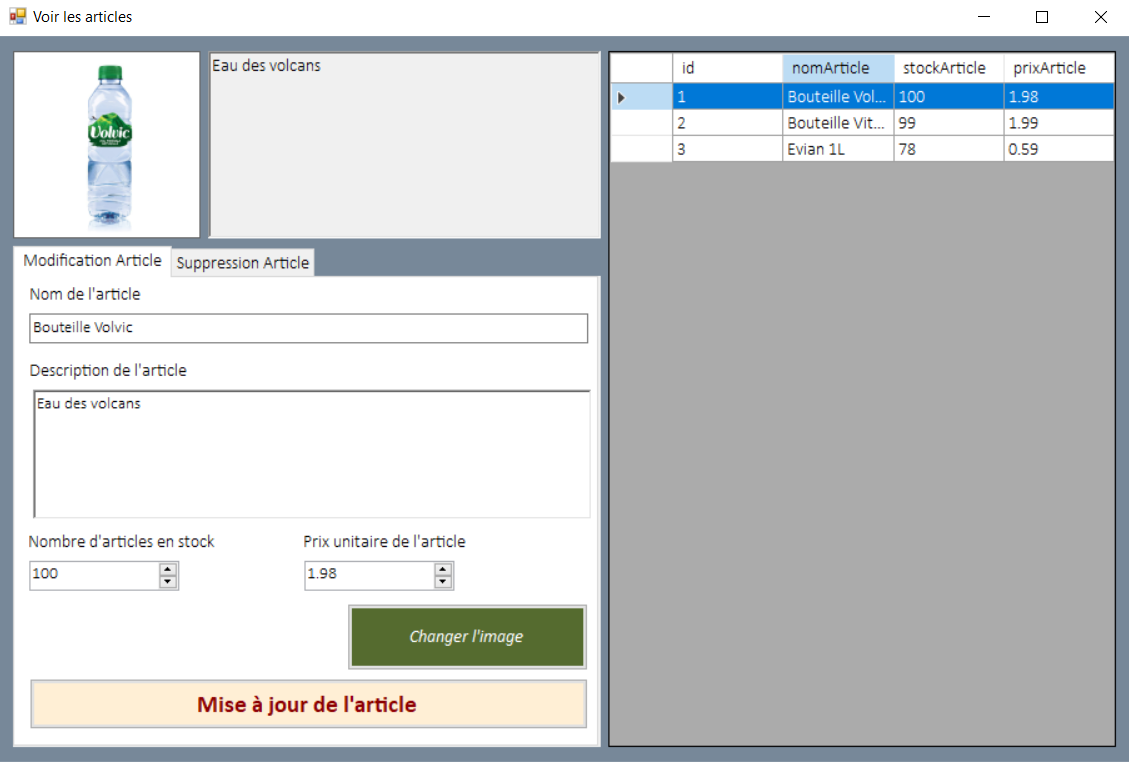 Voir les articles
Volvic
Eau des volcans
id nomArticle stockArticle prixArticle
1 Bouteille Vol... 100 1.98
2 Bouteille Vit... 99 1.99
3 Evian 1L 78 0.59
Modification Article Suppression Article
Nom de l'article
Bouteille Volvic
Description de l'article
Eau des volcans
Nombre d'articles en stock Prix unitaire de l'article
100 1.98
Changer l'image
Mise à jour de l'article